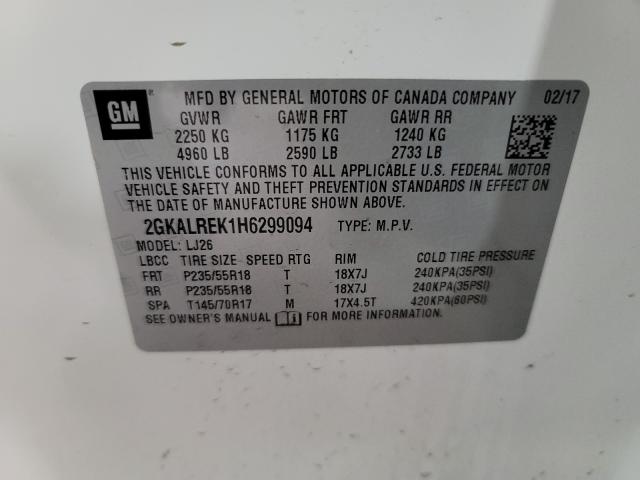 GM
MFD BY GENERAL MOTORS OF CANADA COMPANY 02/17
GVWR GAWR FRT GAWR RR
2250 KG 1175 KG 1240 KG
4960 LB 2590 LB 2733 LB
THIS VEHICLE CONFORMS TO ALL APPLICABLE U.S. FEDERAL MOTOR
VEHICLE SAFETY AND THEFT PREVENTION STANDARDS IN EFFECT ON
THE DATE OF MANUFACTURE SHOWN ABOVE.
2GKALREK1H6299094 TYPE: M.P.V.
MODEL: LJ26
LBCC TIRE SIZE SPEED RTG RIM COLD TIRE PRESSURE
FRT P235/55R18 T 18X7J 240KPA(35PSI)
RR P235/55R18 T 18X7J 240KPA(35PSI)
SPA T145/70R17 M 17X4.5T 420KPA(60PSI)
SEE OWNER'S MANUAL FOR MORE INFORMATION.